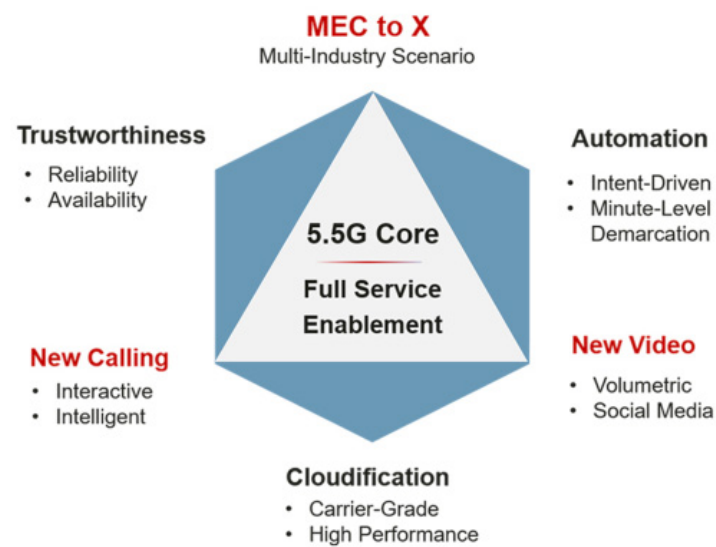 MEC to X
Multi-Industry Scenario
Trustworthiness
• Reliability
• Availability
Automation
• Intent-Driven
• Minute-Level
Demarcation
5.5G Core
Full Service
Enablement
New Calling
• Interactive
• Intelligent
New Video
• Volumetric
• Social Media
Cloudification
• Carrier-Grade
• High Performance